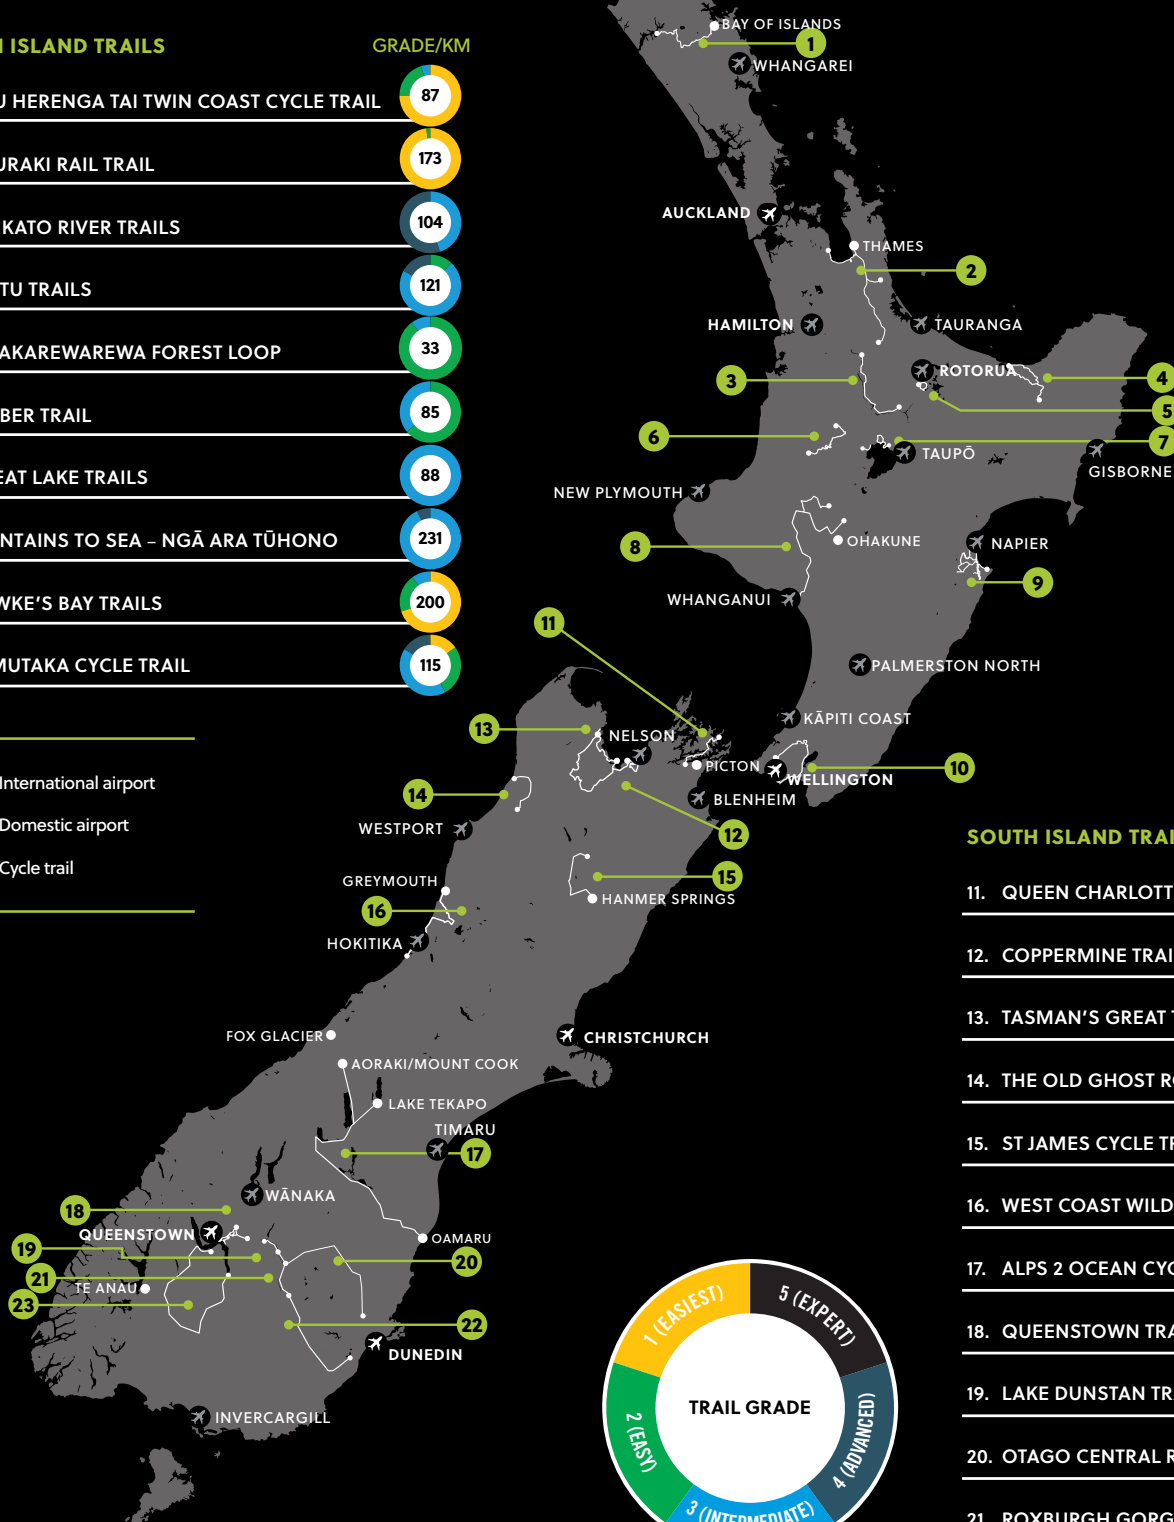 ISLAND TRAILS
GRADE/KM
HERENGA TAI TWIN COAST CYCLE TRAIL
87
URAKI RAIL TRAIL
173
KATO RIVER TRAILS
104
TU TRAILS
121
AKAREWAREWA FOREST LOOP
33
BER TRAIL
85
EAT LAKE TRAILS
88
NTAINS TO SEA – NGĀ ARA TŪHONO
231
WKE'S BAY TRAILS
200
MUTAKA CYCLE TRAIL
115
International airport
Domestic airport
Cycle trail
BAY OF ISLANDS
1
WHANGAREI
AUCKLAND
THAMES
2
HAMILTON
TAURANGA
3
ROTORUA
4
5
6
7
TAUPŌ
GISBORNE
NEW PLYMOUTH
8
OHAKUNE
NAPIER
9
WHANGANUI
11
PALMERSTON NORTH
KĀPITI COAST
13
NELSON
PICTON
10
WELLINGTON
14
BLENHEIM
WESTPORT
12
GREYMOUTH
15
HANMER SPRINGS
16
HOKITIKA
FOX GLACIER
CHRISTCHURCH
AORAKI/MOUNT COOK
LAKE TEKAPO
TIMARU
17
WĀNAKA
18
QUEENSTOWN
OAMARU
19
20
21
TE ANAU
23
22
DUNEDIN
INVERCARGILL
SOUTH ISLAND TRAI
11. QUEEN CHARLOTT
12. COPPERMINE TRAI
13. TASMAN'S GREAT T
14. THE OLD GHOST RO
15. ST JAMES CYCLE TR
16. WEST COAST WILD
17. ALPS 2 OCEAN CYC
18. QUEENSTOWN TRA
19. LAKE DUNSTAN TR
20. OTAGO CENTRAL R
21. ROXBURGH GORG
TRAIL GRADE
1 (EASIEST)
2 (EASY)
3 (INTERMEDIATE)
4 (ADVANCED)
5 (EXPERT)